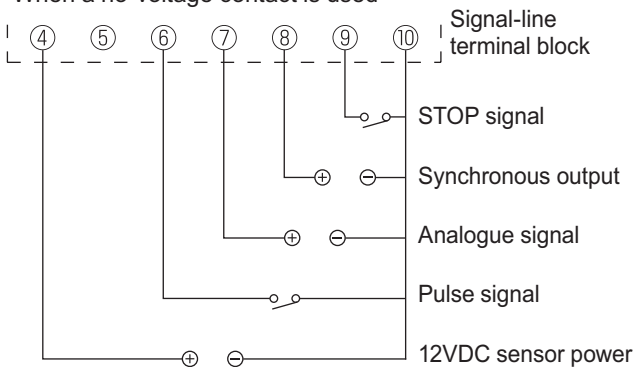 When a no-voltage contact is used
④ ⑤ ⑥ ⑦ ⑧ ⑨ ⑩
Signal-line
terminal block
STOP signal
Synchronous output
Analogue signal
Pulse signal
12VDC sensor power